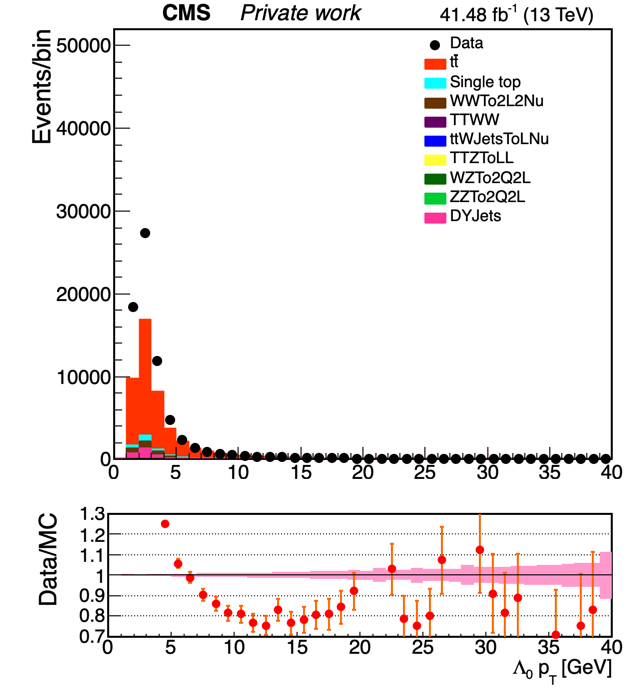 CMS Private work 41.48 fb⁻¹ (13 TeV)
Events/bin
50000
40000
30000
20000
10000
0
Data
tt̄
Single top
WWTo2L2Nu
TTWW
ttWJetsToLNu
TTZToLL
WZTo2Q2L
ZZTo2Q2L
DYJets
0 5 10 15 20 25 30 35 40
Data/MC
1.3
1.2
1.1
1
0.9
0.8
0.7
0 5 10 15 20 25 30 35 40
Λ₀ p_T [GeV]